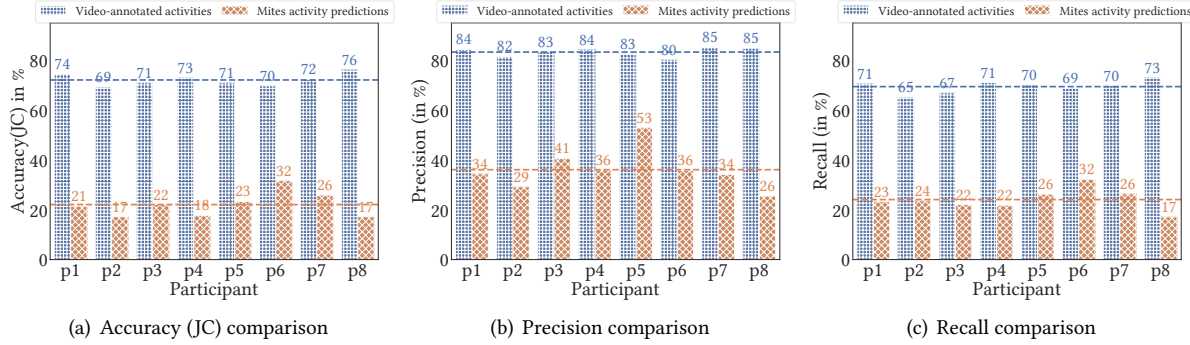 Video-annotated activities Mites activity predictions
Accuracy(JC) in %
80
60
40
20
0
74 69 71 73 71 70 72 76
21 17 22 18 23 32 26 17
p1 p2 p3 p4 p5 p6 p7 p8
Participant
(a) Accuracy (JC) comparison
Video-annotated activities Mites activity predictions
Precision (in %)
80
60
40
20
0
84 82 83 84 83 80 85 85
34 29 41 36 53 36 34 26
p1 p2 p3 p4 p5 p6 p7 p8
Participant
(b) Precision comparison
Video-annotated activities Mites activity predictions
Recall (in %)
80
60
40
20
0
71 65 67 71 70 69 70 73
23 24 22 22 26 32 26 17
p1 p2 p3 p4 p5 p6 p7 p8
Participant
(c) Recall comparison